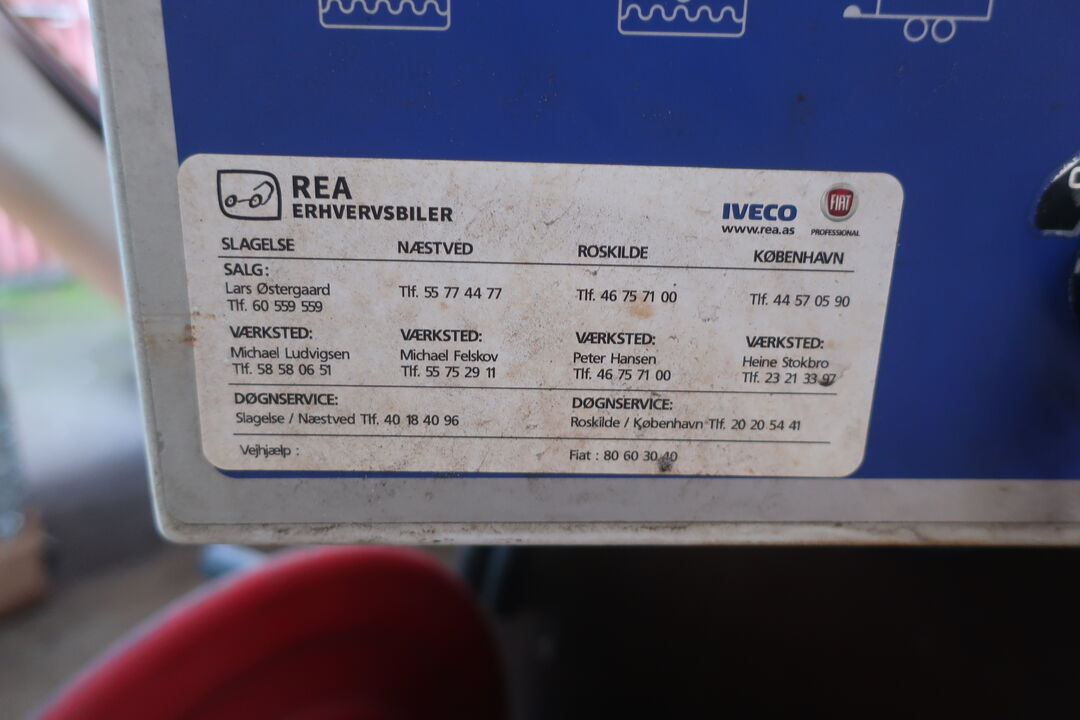 REA
ERHVERVSBILER
IVECO
www.rea.as
FIAT
PROFESSIONAL
SLAGELSE NÆSTVED ROSKILDE KØBENHAVN
SALG:
Lars Østergaard
Tlf. 60 559 559 Tlf. 55 77 44 77 Tlf. 46 75 71 00 Tlf. 44 57 05 90
VÆRKSTED: VÆRKSTED: VÆRKSTED: VÆRKSTED:
Michael Ludvigsen Michael Felskov Peter Hansen Heine Stokbro
Tlf. 58 58 06 51 Tlf. 55 75 29 11 Tlf. 46 75 71 00 Tlf. 23 21 33 97
DØGNSERVICE: DØGNSERVICE:
Slagelse / Næstved Tlf. 40 18 40 96 Roskilde / København Tlf. 20 20 54 41
Vejhjælp : Fiat : 80 60 30 40